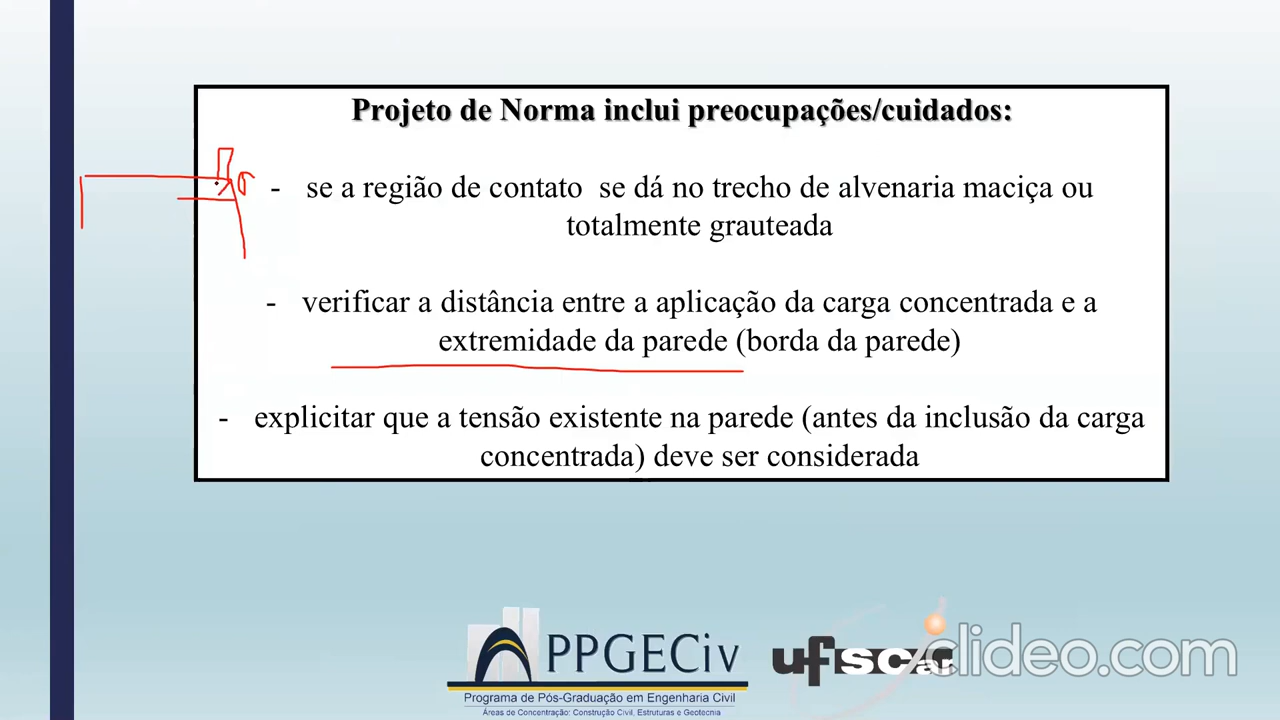 Projeto de Norma inclui preocupações/cuidados:
- se a região de contato se dá no trecho de alvenaria maciça ou
totalmente grauteada
- verificar a distância entre a aplicação da carga concentrada e a
extremidade da parede (borda da parede)
- explicitar que a tensão existente na parede (antes da inclusão da carga
concentrada) deve ser considerada
PPGECiv
Programa de Pós-Graduação em Engenharia Civil
Áreas de Concentração: Construção Civil, Estruturas e Geotecnia
ufscar
clideo.com